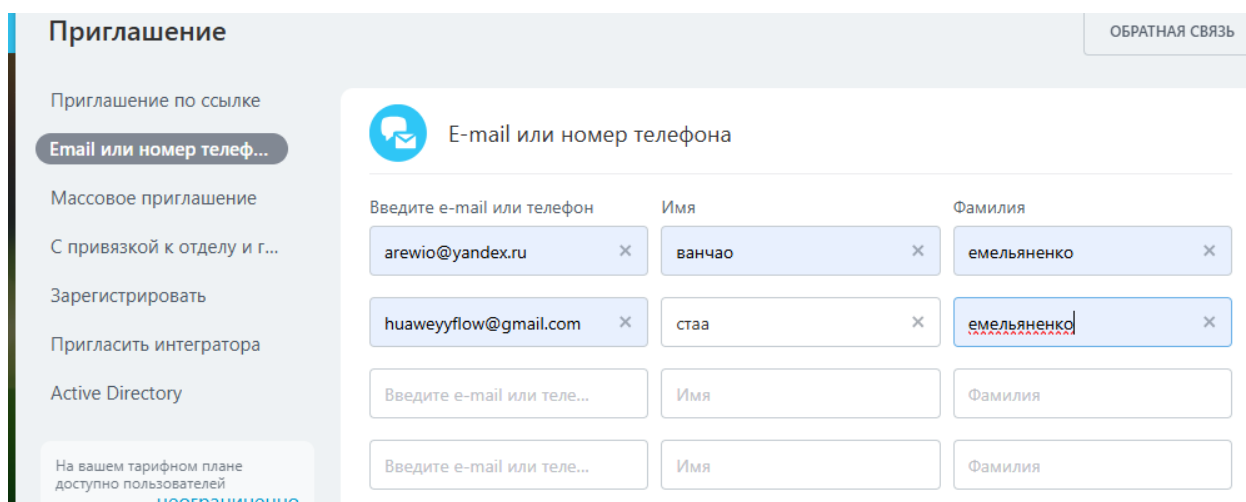 Приглашение
ОБРАТНАЯ СВЯЗЬ
Приглашение по ссылке
Email или номер телеф...
Массовое приглашение
С привязкой к отделу и г...
Зарегистрировать
Пригласить интегратора
Active Directory
На вашем тарифном плане
доступно пользователей
неограниченно
E-mail или номер телефона
Введите e-mail или телефон Имя Фамилия
arewio@yandex.ru ванчао емельяненко
huaweyyflow@gmail.com стаа емельяненко
Введите e-mail или теле... Имя Фамилия
Введите e-mail или теле... Имя Фамилия